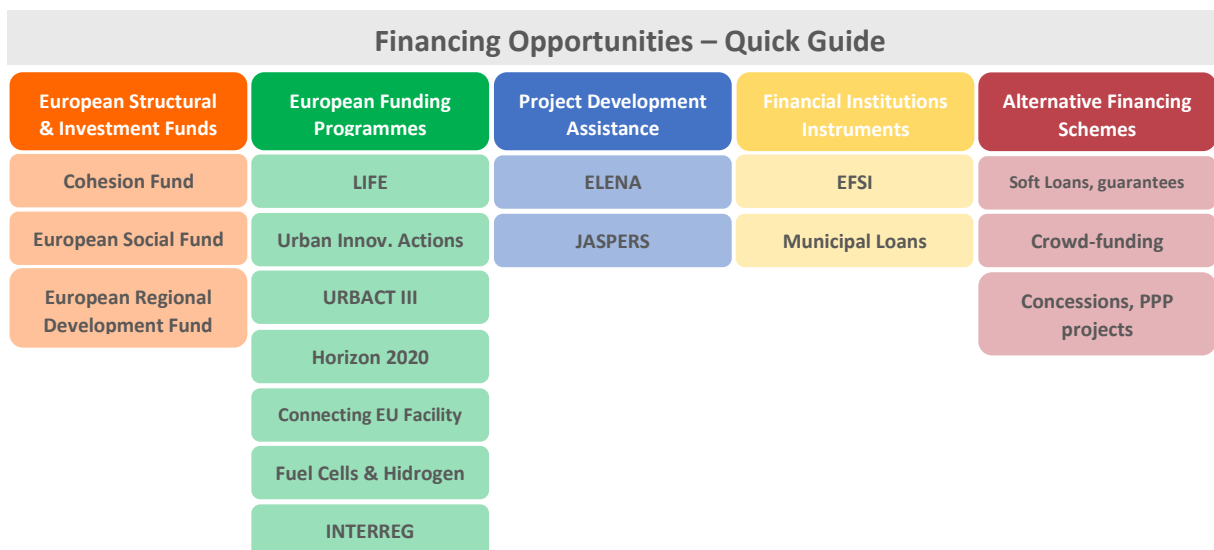 Financing Opportunities – Quick Guide
European Structural
& Investment Funds
Cohesion Fund
European Social Fund
European Regional
Development Fund
European Funding
Programmes
LIFE
Urban Innov. Actions
URBACT III
Horizon 2020
Connecting EU Facility
Fuel Cells & Hidrogen
INTERREG
Project Development
Assistance
ELENA
JASPERS
Financial Institutions
Instruments
EFSI
Municipal Loans
Alternative Financing
Schemes
Soft Loans, guarantees
Crowd-funding
Concessions, PPP
projects